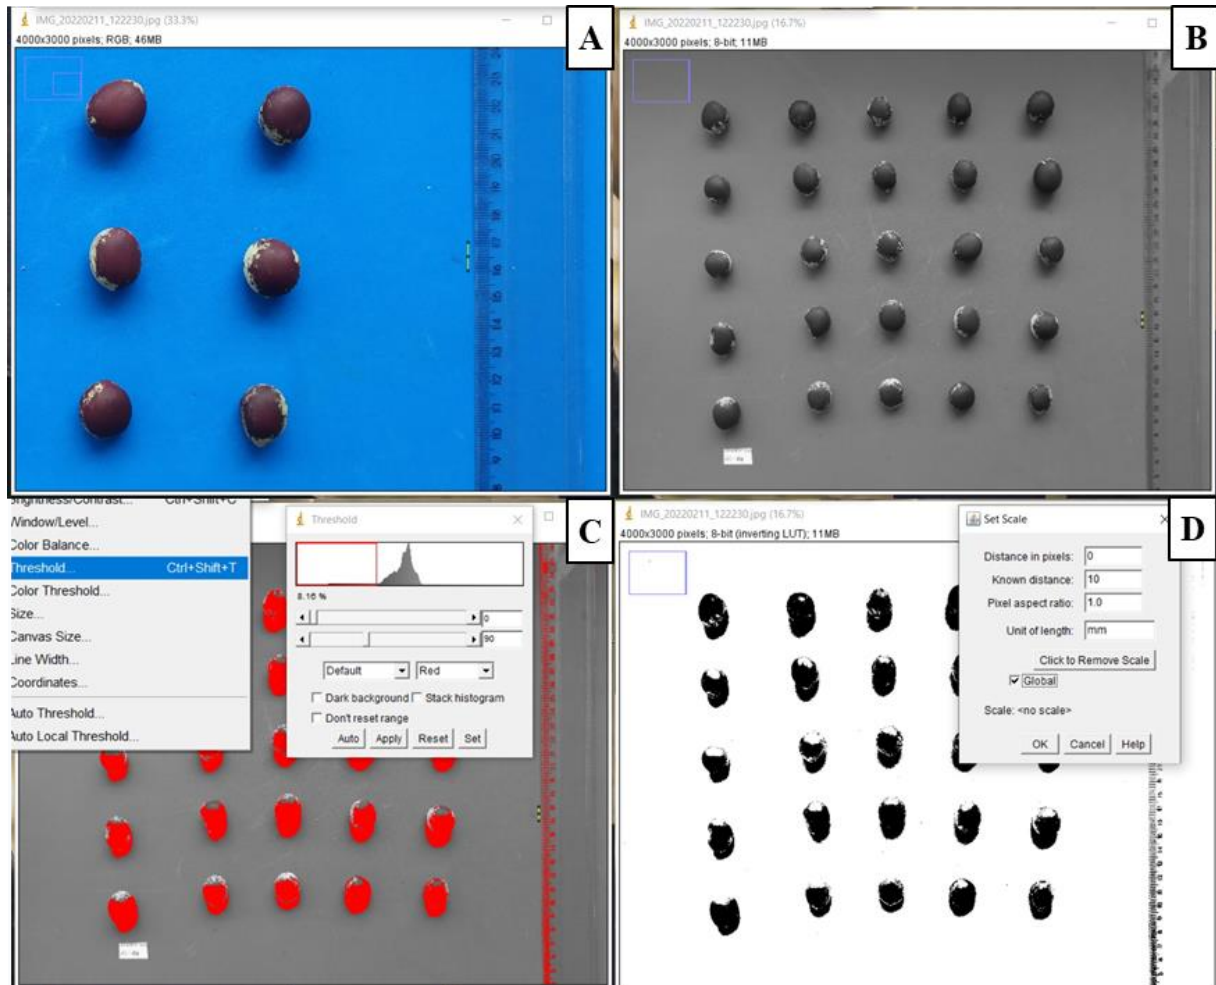 IMG_20220211_122230.jpg (33.3%)
4000x3000 pixels; RGB; 46MB
A
IMG_20220211_122230.jpg (16.7%)
4000x3000 pixels; 8-bit; 11MB
B
Brightness/Contrast... Ctrl+Shift+C
Window/Level...
Color Balance...
Threshold... Ctrl+Shift+T
Color Threshold...
Size...
Canvas Size...
Line Width...
Coordinates...
Auto Threshold...
Auto Local Threshold...
Threshold
8.16 %
0
90
Default Red
Dark background Stack histogram
Don't reset range
Auto Apply Reset Set
C
IMG_20220211_122230.jpg (16.7%)
4000x3000 pixels; 8-bit (inverting LUT); 11MB
Set Scale
Distance in pixels: 0
Known distance: 10
Pixel aspect ratio: 1.0
Unit of length: mm
Click to Remove Scale
Global
Scale: <no scale>
OK Cancel Help
D